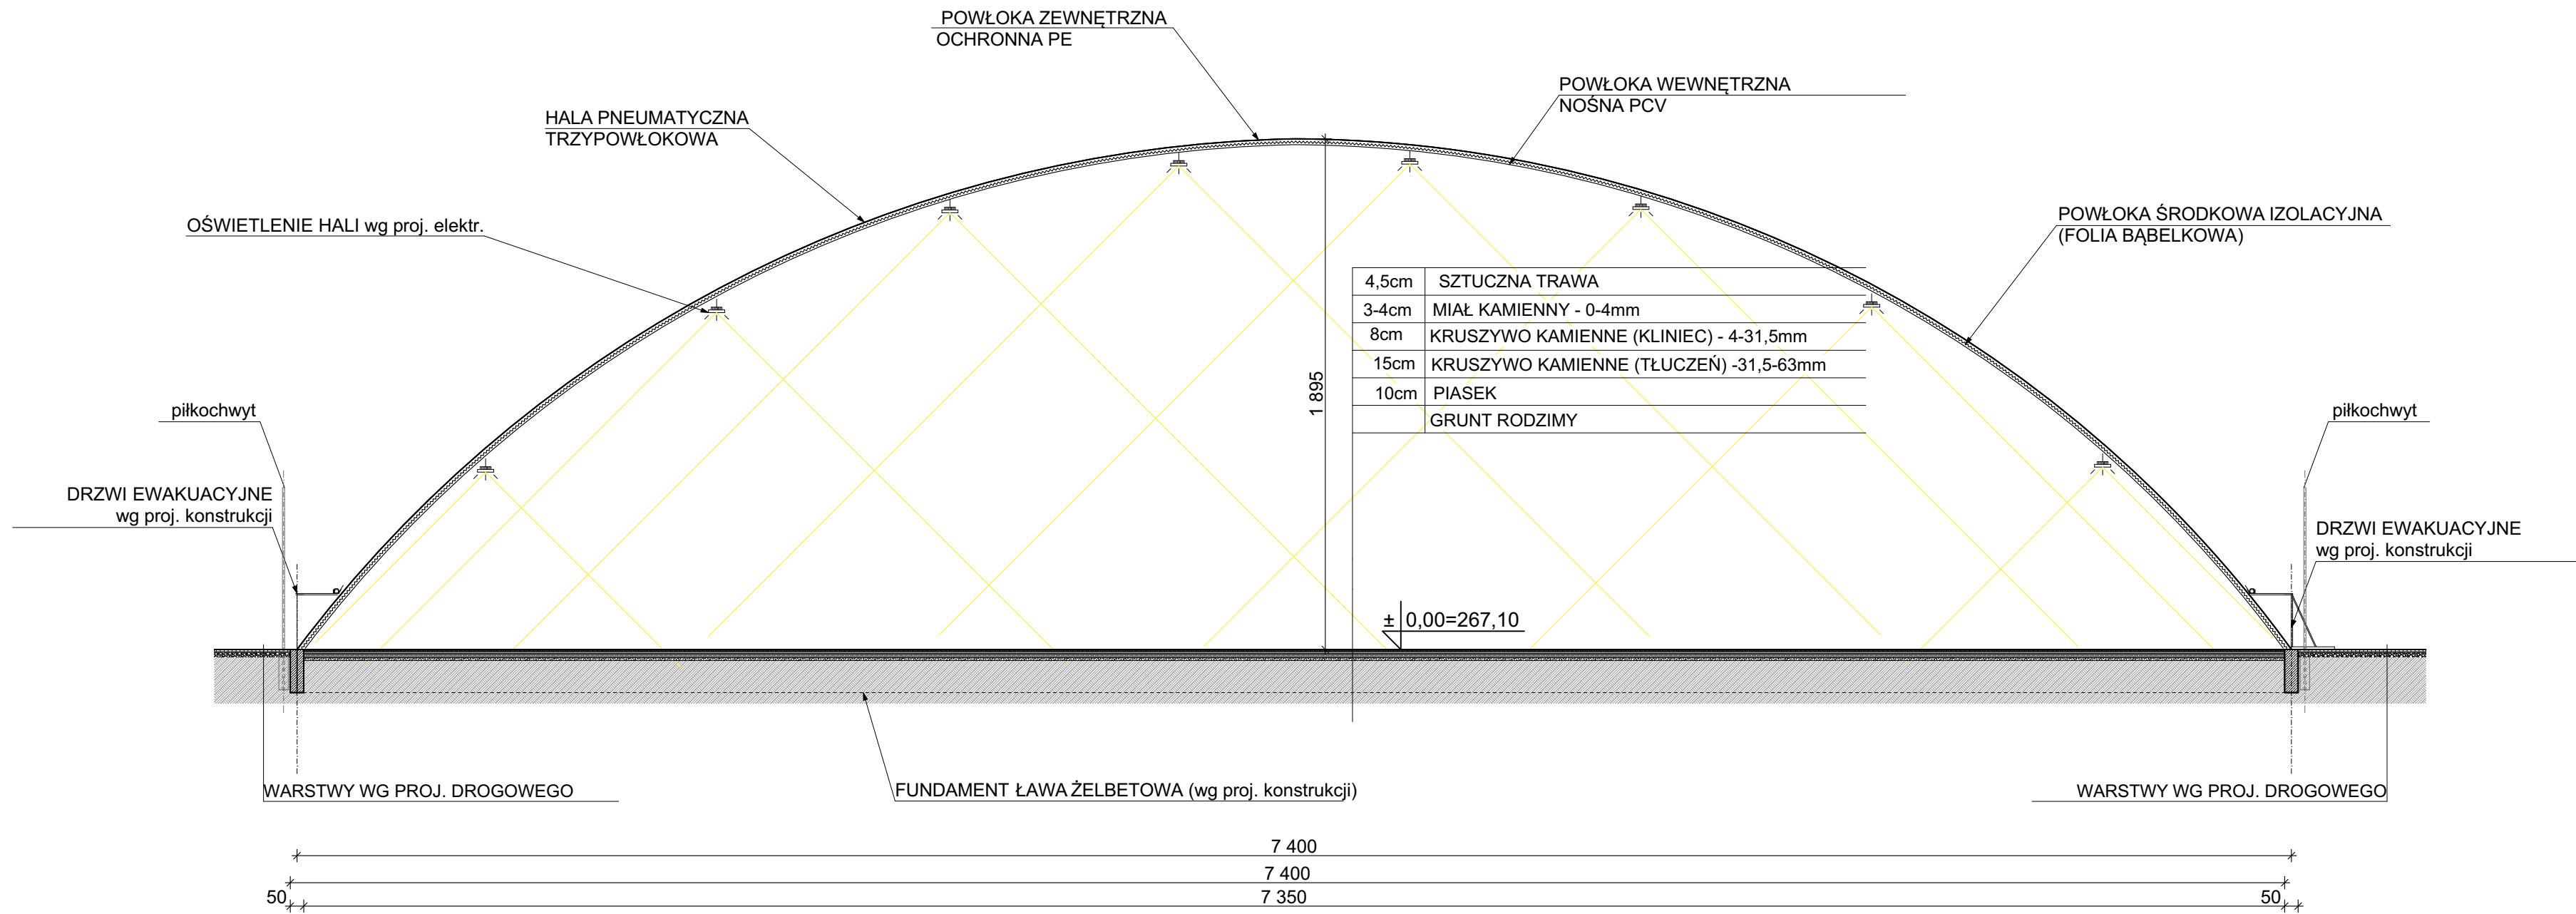 POWŁOKA ZEWNĘTRZNA
OCHRONNA PE
POWŁOKA WEWNĘTRZNA
NOŚNA PCV
HALA PNEUMATYCZNA
TRZYPOWŁOKOWA
OŚWIETLENIE HALI wg proj. elektr.
POWŁOKA ŚRODKOWA IZOLACYJNA
(FOLIA BĄBELKOWA)
4,5cm SZTUCZNA TRAWA
3-4cm MIAŁ KAMIENNY - 0-4mm
8cm KRUSZYWO KAMIENNE (KLINIEC) - 4-31,5mm
15cm KRUSZYWO KAMIENNE (TŁUCZEŃ) -31,5-63mm
10cm PIASEK
GRUNT RODZIMY
1 895
piłkochwyt
piłkochwyt
DRZWI EWAKUACYJNE
wg proj. konstrukcji
DRZWI EWAKUACYJNE
wg proj. konstrukcji
± 0,00=267,10
WARSTWY WG PROJ. DROGOWEGO
FUNDAMENT ŁAWA ŻELBETOWA (wg proj. konstrukcji)
WARSTWY WG PROJ. DROGOWEGO
7 400
7 400
50 7 350 50